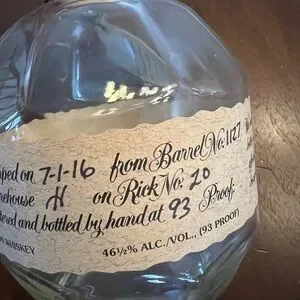 ped on 7-1-16 from Barrel No. 1127
rehouse H on Rick No. 20
ered and bottled by hand at 93 Proof.
46½% ALC./VOL., (93 PROOF)
N WHISKEY